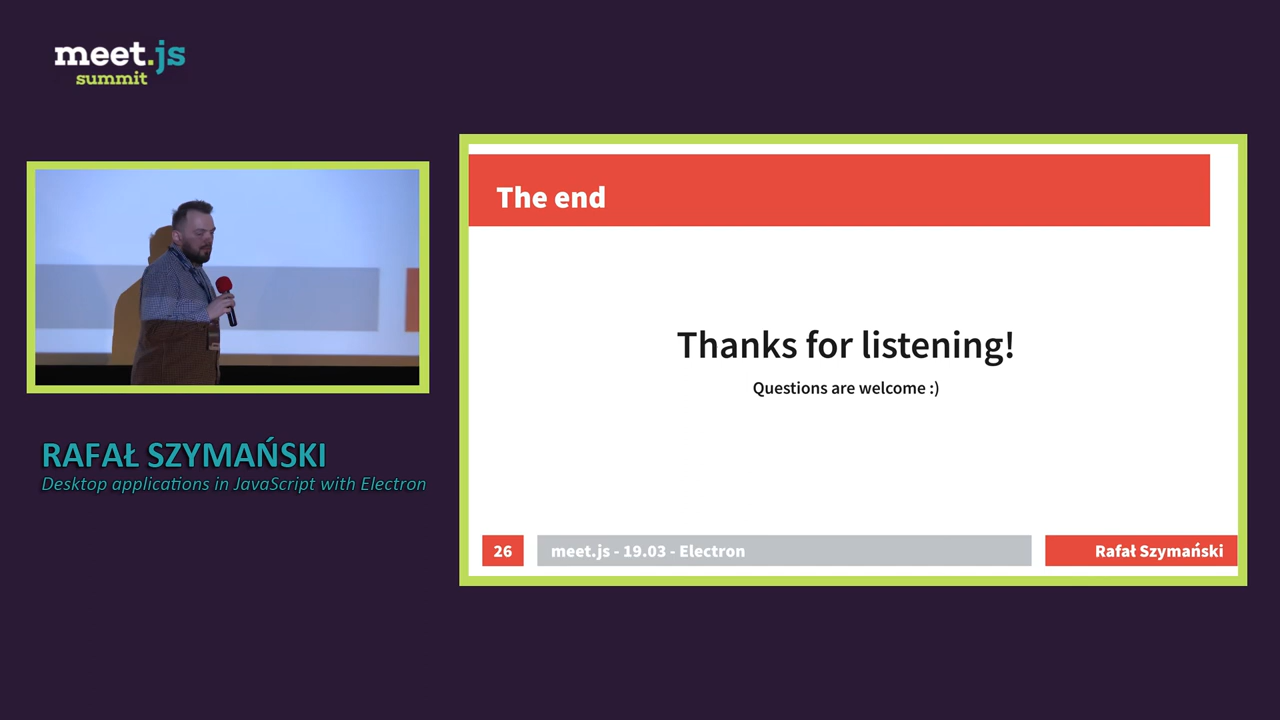 meet.js
summit
RAFAŁ SZYMAŃSKI
Desktop applications in JavaScript with Electron
The end
Thanks for listening!
Questions are welcome :)
26
meet.js - 19.03 - Electron
Rafał Szymański